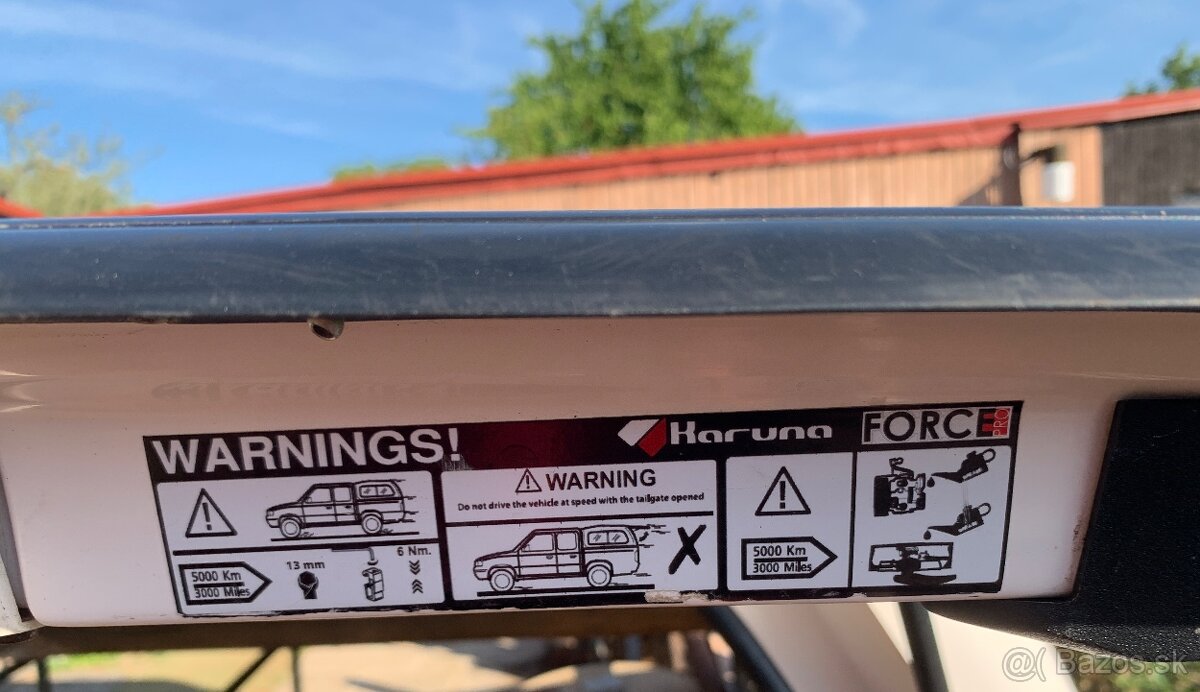 WARNINGS!
Karuna
FORCE PRO
WARNING
Do not drive the vehicle at speed with the tailgate opened
5000 Km
3000 Miles
13 mm
6 Nm.
X
5000 Km
3000 Miles
@( Bazos.sk